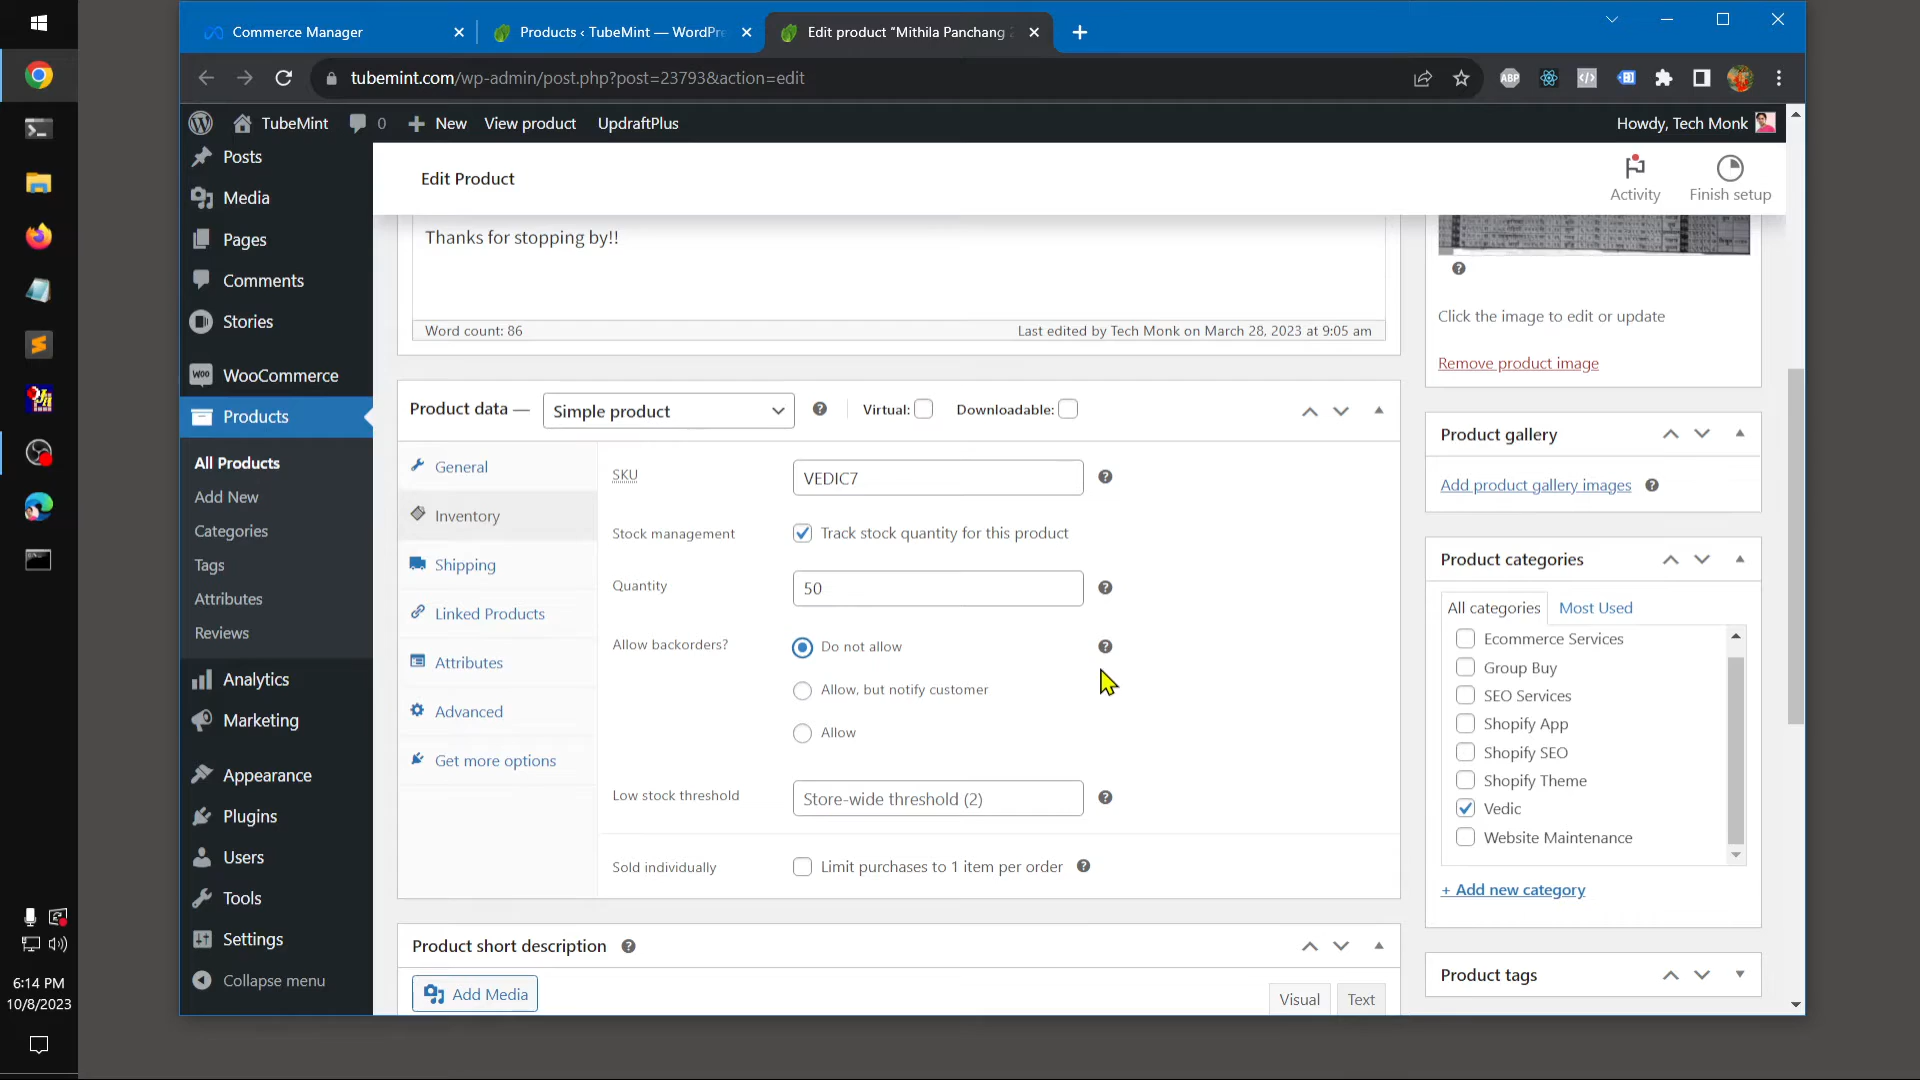 Commerce Manager
Products ‹ TubeMint — WordPre
Edit product "Mithila Panchang
tubemint.com/wp-admin/post.php?post=23793&action=edit
ABP
TubeMint
0
New
View product
UpdraftPlus
Howdy, Tech Monk
Posts
Media
Pages
Comments
Stories
WooCommerce
Products
All Products
Add New
Categories
Tags
Attributes
Reviews
Analytics
Marketing
Appearance
Plugins
Users
Tools
Settings
Collapse menu
Edit Product
Activity
Finish setup
Thanks for stopping by!!
Word count: 86
Last edited by Tech Monk on March 28, 2023 at 9:05 am
Product data —
Simple product
Virtual:
Downloadable:
General
Inventory
Shipping
Linked Products
Attributes
Advanced
Get more options
SKU
VEDIC7
Stock management
Track stock quantity for this product
Quantity
50
Allow backorders?
Do not allow
Allow, but notify customer
Allow
Low stock threshold
Store-wide threshold (2)
Sold individually
Limit purchases to 1 item per order
Product short description
Add Media
Visual
Text
Click the image to edit or update
Remove product image
Product gallery
Add product gallery images
Product categories
All categories
Most Used
Ecommerce Services
Group Buy
SEO Services
Shopify App
Shopify SEO
Shopify Theme
Vedic
Website Maintenance
+ Add new category
Product tags
6:14 PM
10/8/2023